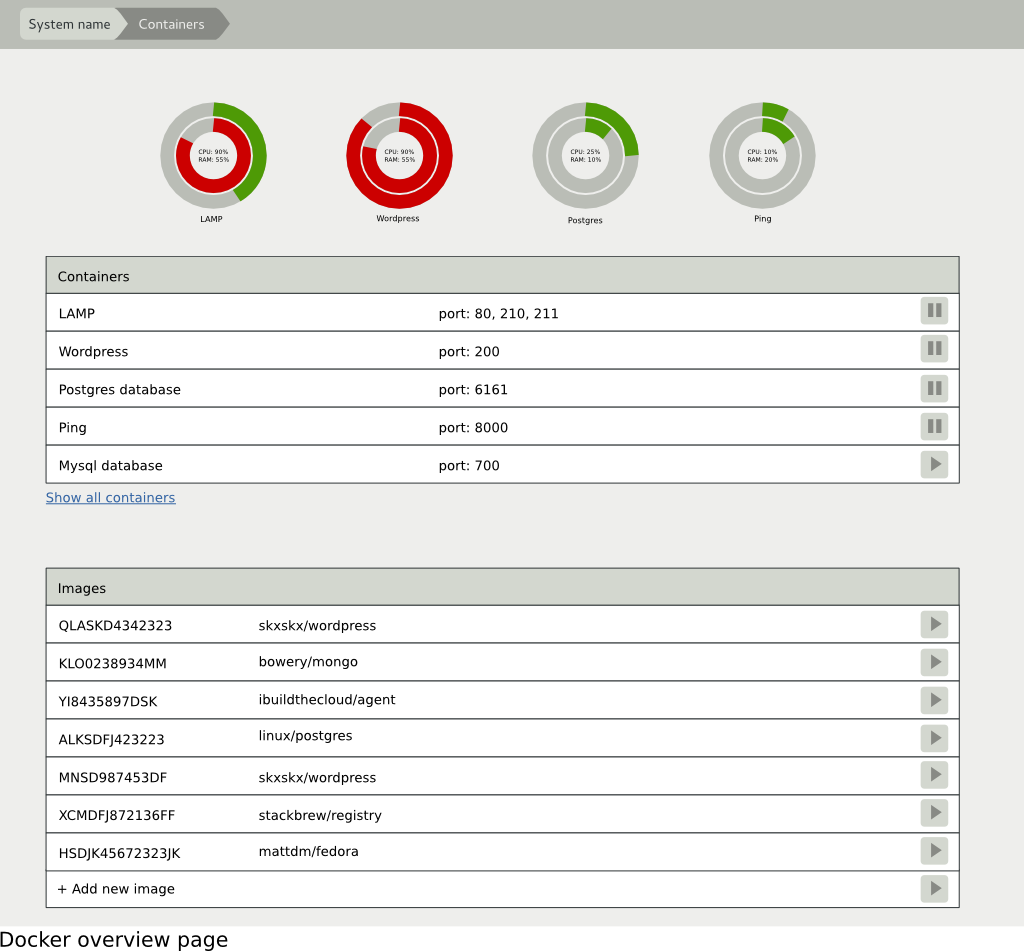 System name Containers
CPU: 90% CPU: 90% CPU: 25% CPU: 10%
RAM: 55% RAM: 55% RAM: 10% RAM: 20%
LAMP Wordpress Postgres Ping
Containers
LAMP port: 80, 210, 211
Wordpress port: 200
Postgres database port: 6161
Ping port: 8000
Mysql database port: 700
Show all containers
Images
QLASKD4342323 skxskx/wordpress
KLO0238934MM bowery/mongo
YI8435897DSK ibuildthecloud/agent
ALKSDFJ423223 linux/postgres
MNSD987453DF skxskx/wordpress
XCMDFJ872136FF stackbrew/registry
HSDJK45672323JK mattdm/fedora
+ Add new image
Docker overview page